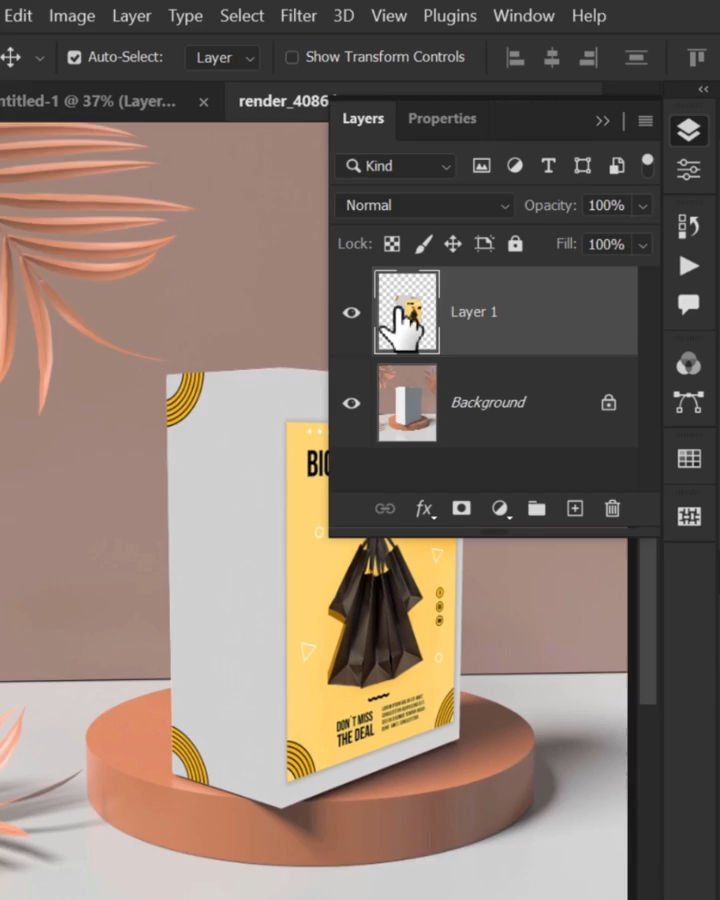 Edit Image Layer Type Select Filter 3D View Plugins Window Help
Auto-Select: Layer Show Transform Controls
ntitled-1 @ 37% (Layer... × render_4086
Layers Properties
Kind
Normal Opacity: 100%
Lock: Fill: 100%
Layer 1
Background
fx
BIG
DON'T MISS
THE DEAL